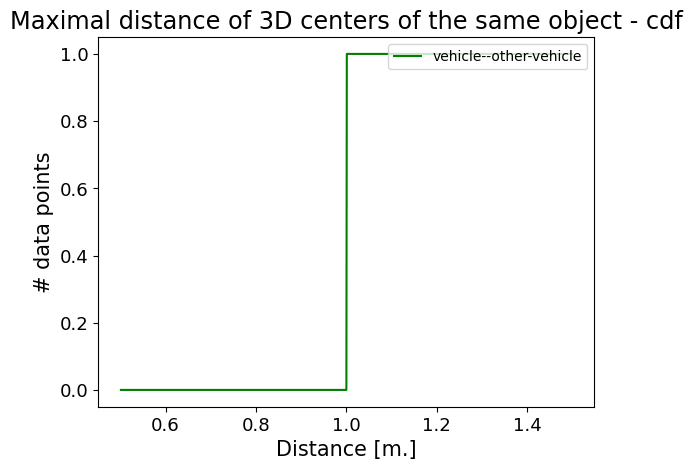 Maximal distance of 3D centers of the same object - cdf
vehicle--other-vehicle
# data points
1.0
0.8
0.6
0.4
0.2
0.0
0.6 0.8 1.0 1.2 1.4
Distance [m.]